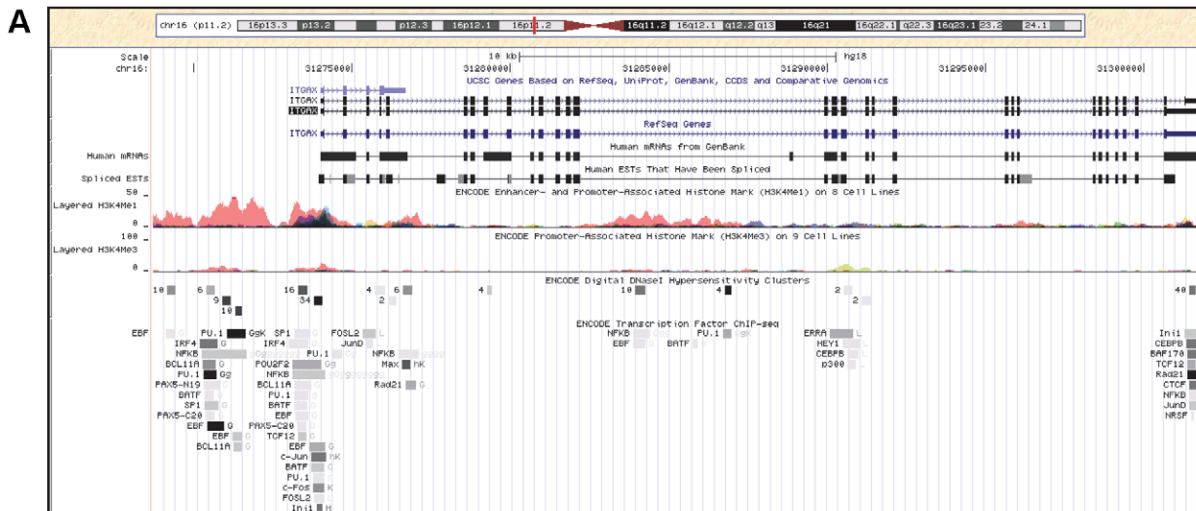 A
chr16 (p11.2) 16p13.3 p13.2 p12.3 16p12.1 16p11.2 16q11.2 16q12.1 q12.2 q13 16q21 16q22.1 q22.3 16q23.1 23.2 24.1
Scale 10 kb hg18
chr16: 31275000 31280000 31285000 31290000 31295000 31300000
UCSC Genes Based on RefSeq, UniProt, GenBank, CCDS and Comparative Genomics
ITGAX
ITGAX
ITGAX
RefSeq Genes
ITGAX
Human mRNAs from GenBank
Human mRNAs
Human ESTs That Have Been Spliced
Spliced ESTs
50 ENCODE Enhancer- and Promoter-Associated Histone Mark (H3K4Me1) on 8 Cell Lines
Layered H3K4Me1
0
100 ENCODE Promoter-Associated Histone Mark (H3K4Me3) on 9 Cell Lines
Layered H3K4Me3
0
ENCODE Digital DNaseI Hypersensitivity Clusters
10 6 16 4 6 4 10 4 2 40
9 34 2 2
10
ENCODE Transcription Factor ChIP-seq
EBF PU.1 GgK SP1 FOSL2 L NFKB PU.1 ERRA L Ini1
IRF4 G IRF4 JunD EBF BATF HEY1 CEBPB
NFKB PU.1 NFKB CEBPB BAF170
BCL11A POU2F2 Gg Max hK p300 L TCF12
PU.1 Gg NFKB Rad21 G Rad21
PAX5-N19 BCL11A CTCF
BATF PU.1 NFKB
SP1 G BATF JunD
PAX5-C20 EBF NRSF
EBF G PAX5-C20
EBF G TCF12
BCL11A G EBF G
c-Jun hK
BATF
PU.1
c-Fos K
FOSL2
Ini1 H